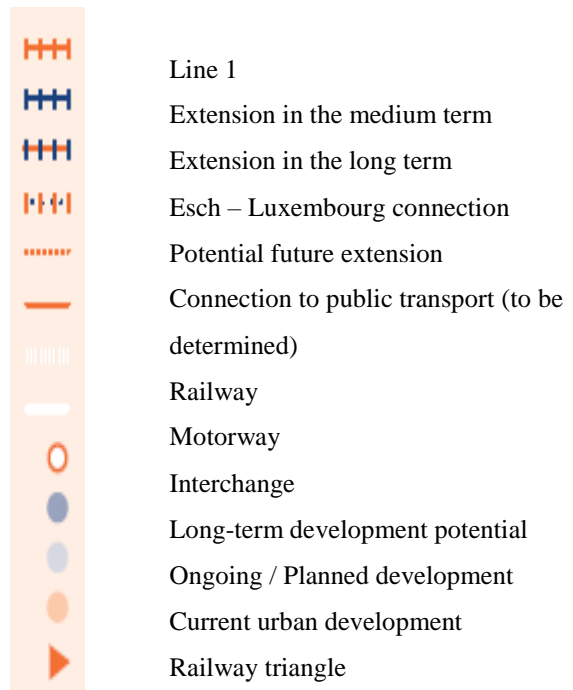 Line 1
Extension in the medium term
Extension in the long term
Esch – Luxembourg connection
Potential future extension
Connection to public transport (to be
determined)
Railway
Motorway
Interchange
Long-term development potential
Ongoing / Planned development
Current urban development
Railway triangle